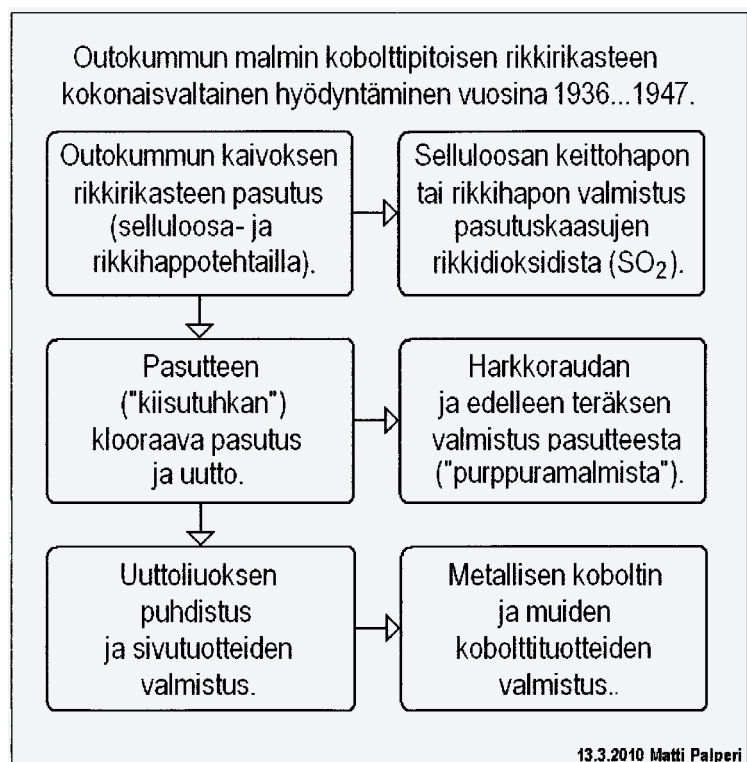 Outokummun malmin kobolttipitoisen rikkirikasteen
kokonaisvaltainen hyödyntäminen vuosina 1936...1947.
Outokummun kaivoksen
rikkirikasteen pasutus
(selluloosa- ja
rikkihappotehtailla).
Selluloosan keittohapon
tai rikkihapon valmistus
pasutuskaasujen
rikkidioksidista (SO₂).
Pasutteen
("kiisutuhkan")
klooraava pasutus
ja uutto.
Harkkoraudan
ja edelleen teräksen
valmistus pasutteesta
("purppuramalmista").
Uuttoliuoksen
puhdistus
ja sivutuotteiden
valmistus.
Metallisen koboltin
ja muiden
kobolttituotteiden
valmistus..
13.3.2010 Matti Palperi